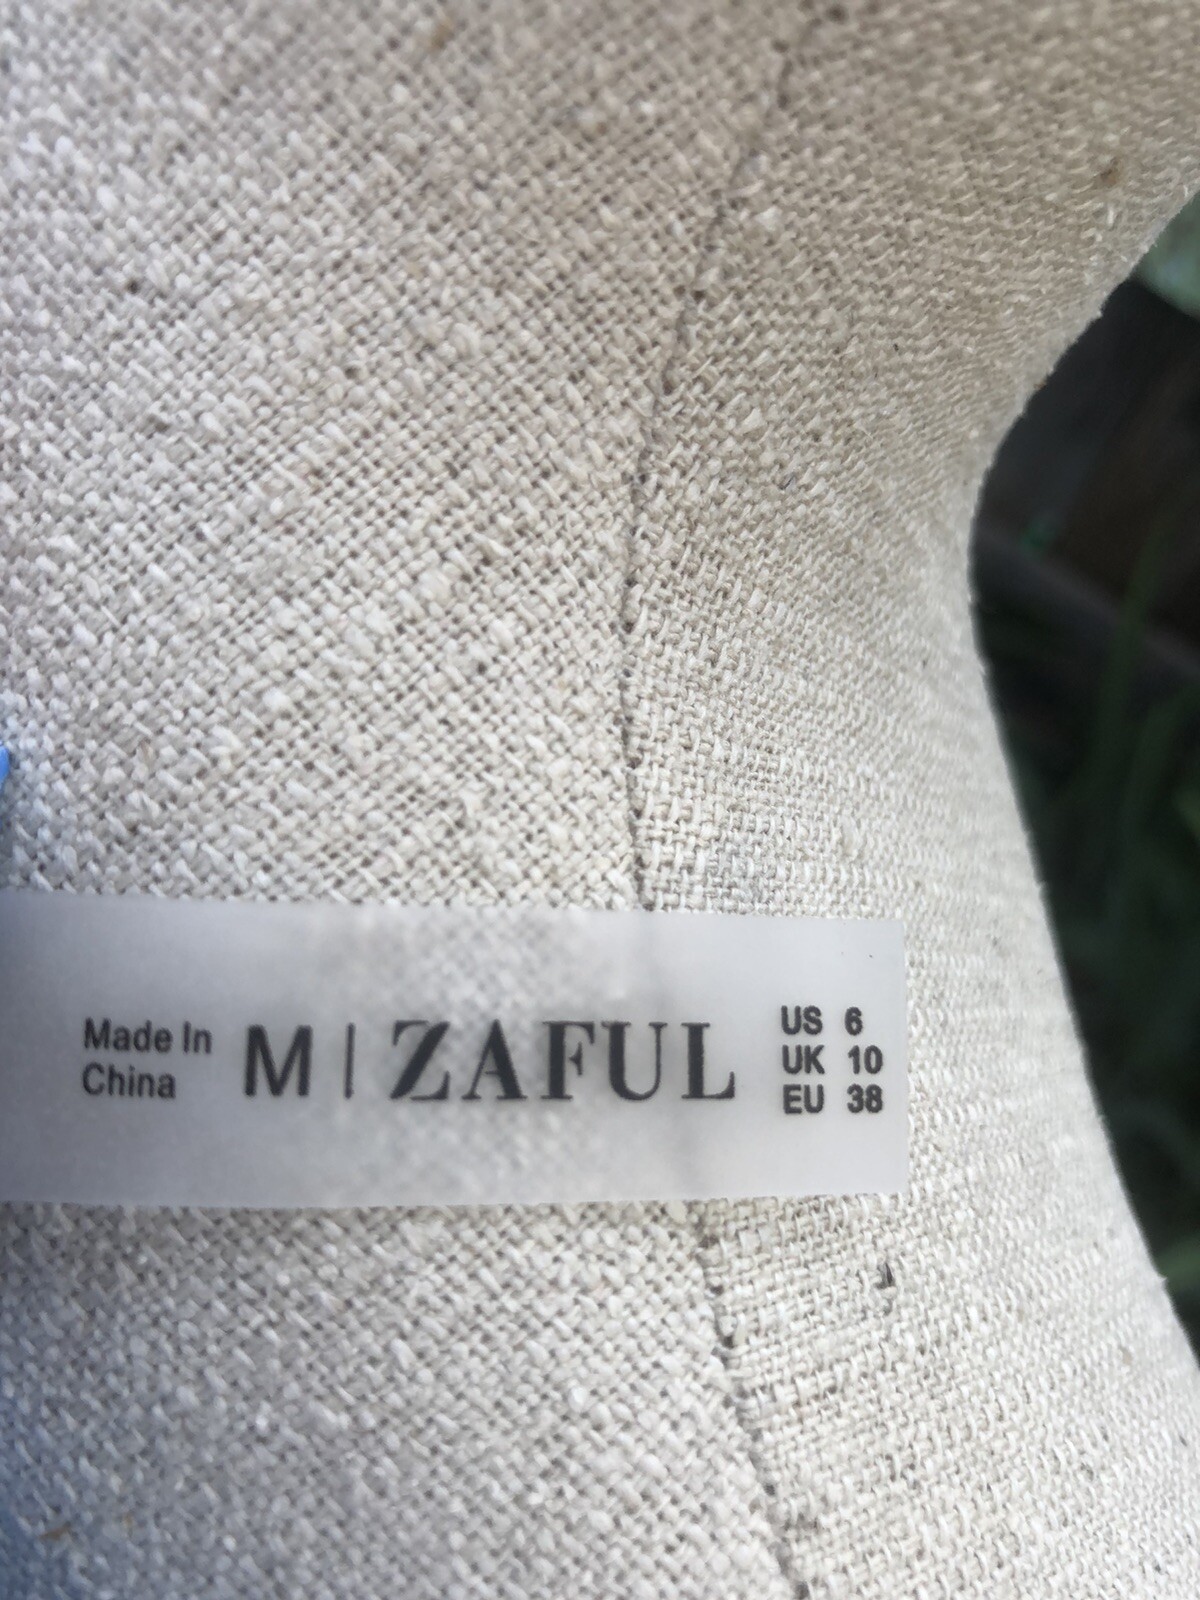 Made In
China
M | ZAFUL
US 6
UK 10
EU 38